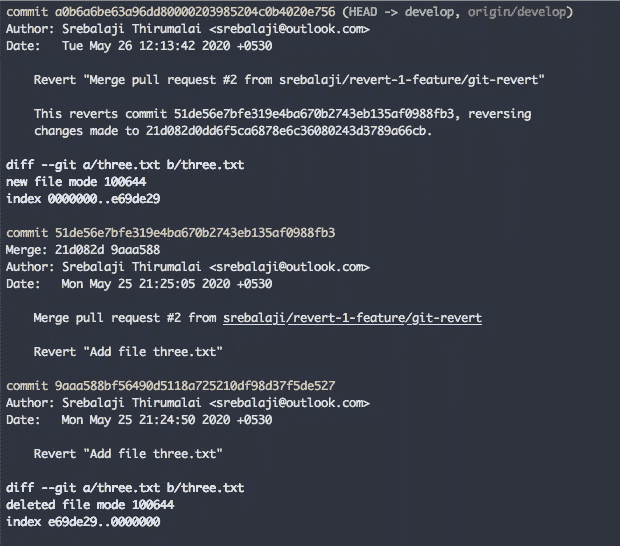 commit a0b6a6be63a96dd80000203985204c0b4020e756 (HEAD -> develop, origin/develop)
Author: Srebalaji Thirumalai <srebalaji@outlook.com>
Date:   Tue May 26 12:13:42 2020 +0530
Revert "Merge pull request #2 from srebalaji/revert-1-feature/git-revert"
This reverts commit 51de56e7bfe319e4ba670b2743eb135af0988fb3, reversing
changes made to 21d082d0dd6f5ca6878e6c36080243d3789a66cb.
diff --git a/three.txt b/three.txt
new file mode 100644
index 0000000..e69de29
commit 51de56e7bfe319e4ba670b2743eb135af0988fb3
Merge: 21d082d 9aaa588
Author: Srebalaji Thirumalai <srebalaji@outlook.com>
Date:   Mon May 25 21:25:05 2020 +0530
Merge pull request #2 from srebalaji/revert-1-feature/git-revert
Revert "Add file three.txt"
commit 9aaa588bf56490d5118a725210df98d37f5de527
Author: Srebalaji Thirumalai <srebalaji@outlook.com>
Date:   Mon May 25 21:24:50 2020 +0530
Revert "Add file three.txt"
diff --git a/three.txt b/three.txt
deleted file mode 100644
index e69de29..0000000